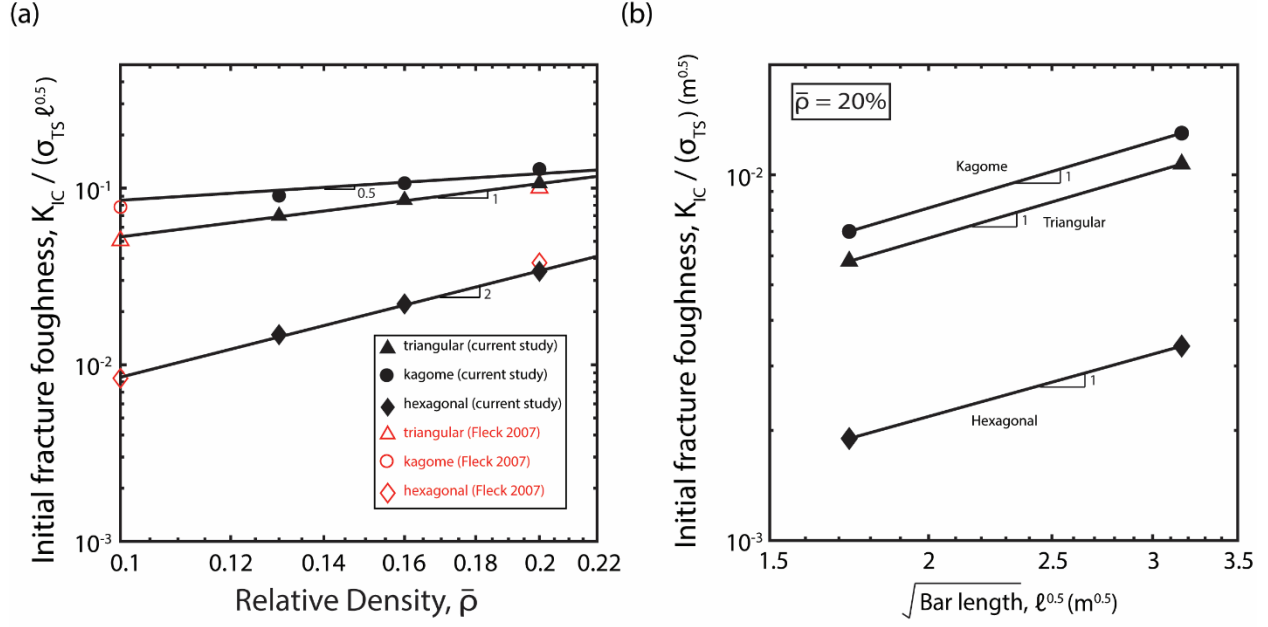 (a)
Initial fracture foughness, K_IC / (σ_TS ℓ^0.5)
10^-1
10^-2
10^-3
0.5
1
2
▲ triangular (current study)
● kagome (current study)
◆ hexagonal (current study)
△ triangular (Fleck 2007)
○ kagome (Fleck 2007)
◇ hexagonal (Fleck 2007)
0.1 0.12 0.14 0.16 0.18 0.2 0.22
Relative Density, ρ̄
(b)
Initial fracture foughness, K_IC / (σ_TS) (m^0.5)
ρ̄ = 20%
10^-2
10^-3
Kagome
1
Triangular
1
Hexagonal
1
1.5 2 2.5 3 3.5
√Bar length, ℓ^0.5 (m^0.5)